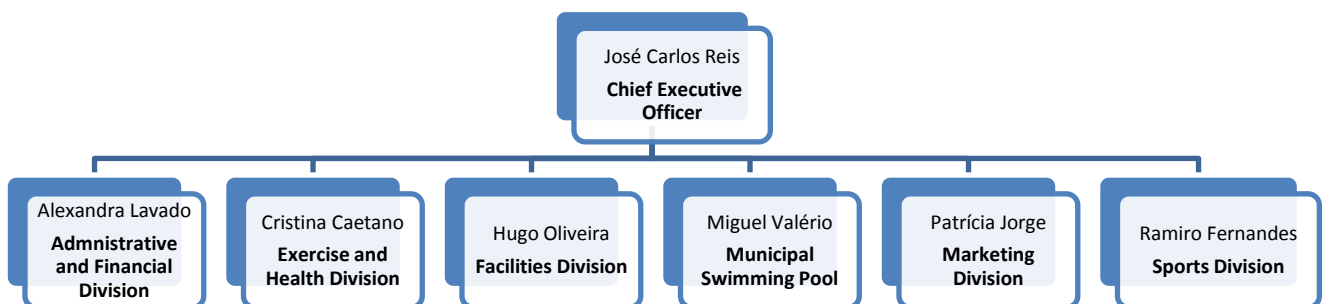 José Carlos Reis
Chief Executive
Officer
Alexandra Lavado
Admnistrative
and Financial
Division
Cristina Caetano
Exercise and
Health Division
Hugo Oliveira
Facilities Division
Miguel Valério
Municipal
Swimming Pool
Patrícia Jorge
Marketing
Division
Ramiro Fernandes
Sports Division